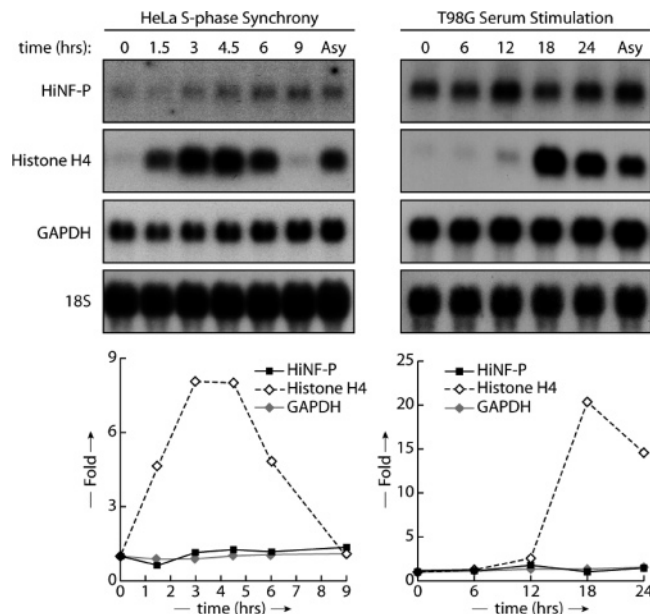 HeLa S-phase Synchrony
time (hrs): 0 1.5 3 4.5 6 9 Asy
HiNF-P
Histone H4
GAPDH
18S
T98G Serum Stimulation
0 6 12 18 24 Asy
9
6
3
1
0
— Fold →
HiNF-P
Histone H4
GAPDH
0 1 2 3 4 5 6 7 8 9
— time (hrs) →
25
20
15
10
5
0
— Fold →
HiNF-P
Histone H4
GAPDH
0 6 12 18 24
— time (hrs) →